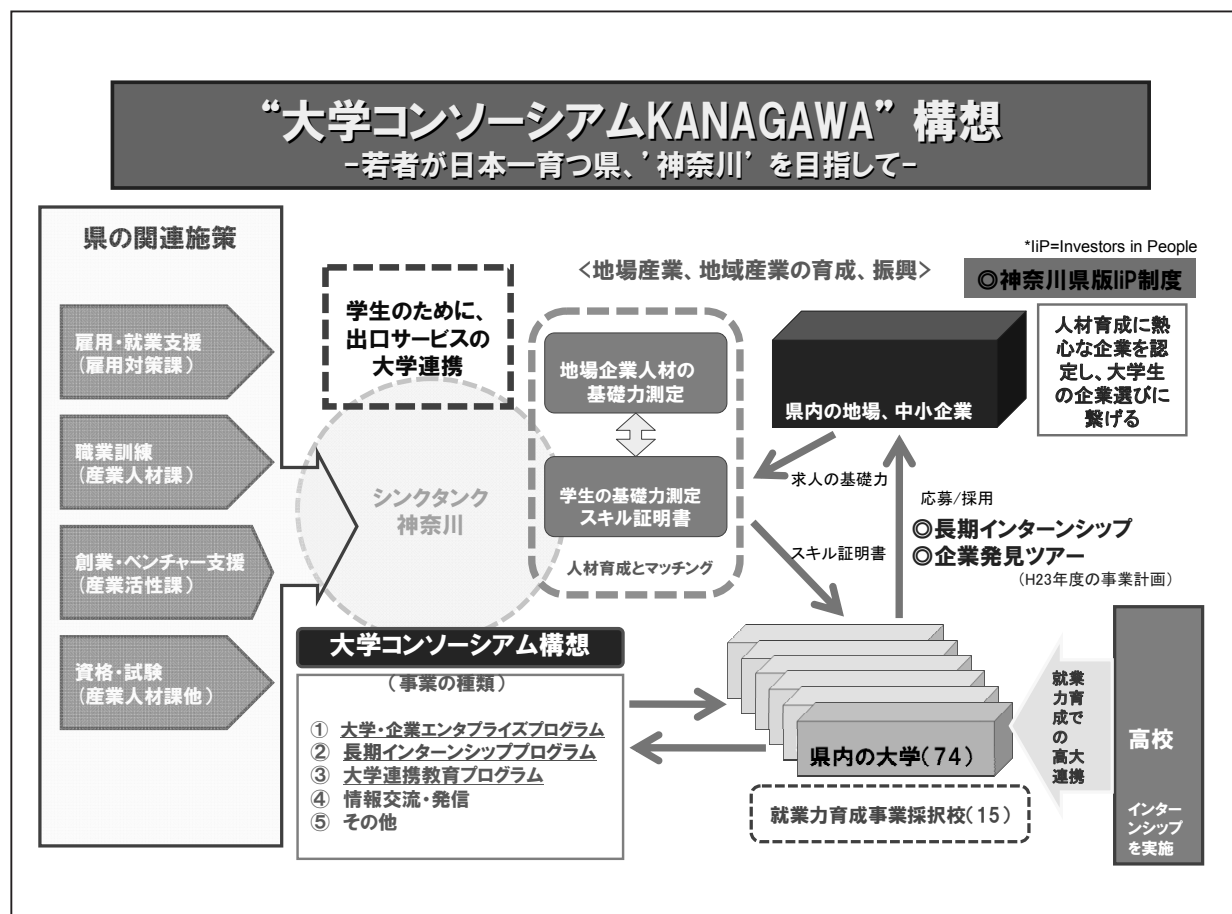 “大学コンソーシアムKANAGAWA” 構想
-若者が日本一育つ県、’神奈川’を目指して-
県の関連施策
雇用・就業支援
(雇用対策課)
職業訓練
(産業人材課)
創業・ベンチャー支援
(産業活性課)
資格・試験
(産業人材課他)
学生のために、
出口サービスの
大学連携
シンクタンク
神奈川
<地場産業、地域産業の育成、振興>
地場企業人材の
基礎力測定
学生の基礎力測定
スキル証明書
人材育成とマッチング
*IiP=Investors in People
◎神奈川県版IiP制度
人材育成に熱
心な企業を認
定し、大学生
の企業選びに
繋げる
県内の地場、中小企業
求人の基礎力
スキル証明書
応募/採用
◎長期インターンシップ
◎企業発見ツアー
(H23年度の事業計画)
大学コンソーシアム構想
(事業の種類)
① 大学・企業エンタプライズプログラム
② 長期インターンシッププログラム
③ 大学連携教育プログラム
④ 情報交流・発信
⑤ その他
県内の大学(74)
就業力育成事業採択校(15)
就業
力育成で
の
高大
連携
高校
インター
ンシップ
を実施